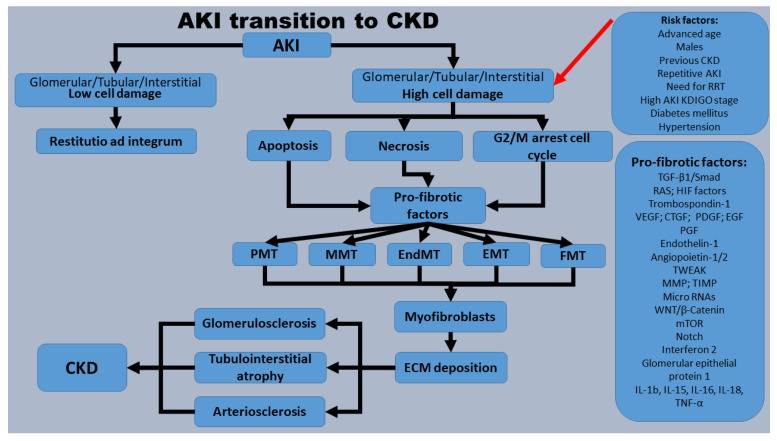 AKI transition to CKD
AKI
Glomerular/Tubular/Interstitial
Low cell damage
Restitutio ad integrum
Glomerular/Tubular/Interstitial
High cell damage
Apoptosis
Necrosis
G2/M arrest cell
cycle
Pro-fibrotic
factors
PMT
MMT
EndMT
EMT
FMT
Myofibroblasts
ECM deposition
Glomerulosclerosis
Tubulointerstitial
atrophy
Arteriosclerosis
CKD
Risk factors:
Advanced age
Males
Previous CKD
Repetitive AKI
Need for RRT
High AKI KDIGO stage
Diabetes mellitus
Hypertension
Pro-fibrotic factors:
TGF-β1/Smad
RAS; HIF factors
Trombospondin-1
VEGF; CTGF; PDGF; EGF
PGF
Endothelin-1
Angiopoietin-1/2
TWEAK
MMP; TIMP
Micro RNAs
WNT/β-Catenin
mTOR
Notch
Interferon 2
Glomerular epithelial
protein 1
IL-1b, IL-15, IL-16, IL-18,
TNF-α